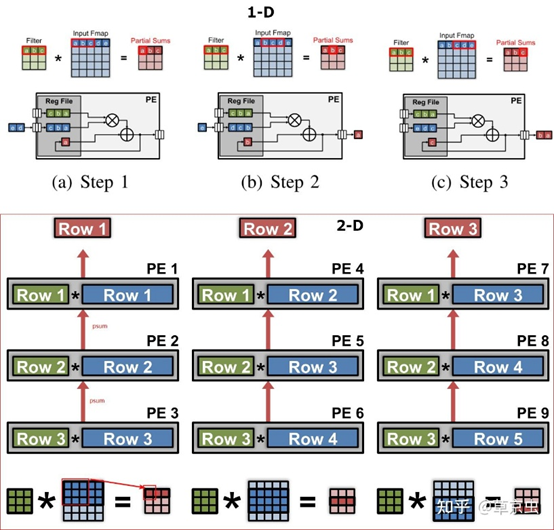 1-D
Filter Input Fmap Partial Sums
a b c * a b c d e = a b c
Reg File PE
c b a
e d c b a
a
(a) Step 1
Filter Input Fmap Partial Sums
a b c * = a b c
Reg File PE
c b a
e d c b
a
(b) Step 2
Filter Input Fmap Partial Sums
a b c * = a b c
Reg File PE
c b a
b a
(c) Step 3
2-D
Row 1 Row 2 Row 3
PE 1 PE 4 PE 7
Row 1 * Row 1 Row 1 * Row 2 Row 1 * Row 3
psum
PE 2 PE 5 PE 8
Row 2 * Row 2 Row 2 * Row 3 Row 2 * Row 4
psum
PE 3 PE 6 PE 9
Row 3 * Row 3 Row 3 * Row 4 Row 3 * Row 5
* = * = * =
知乎